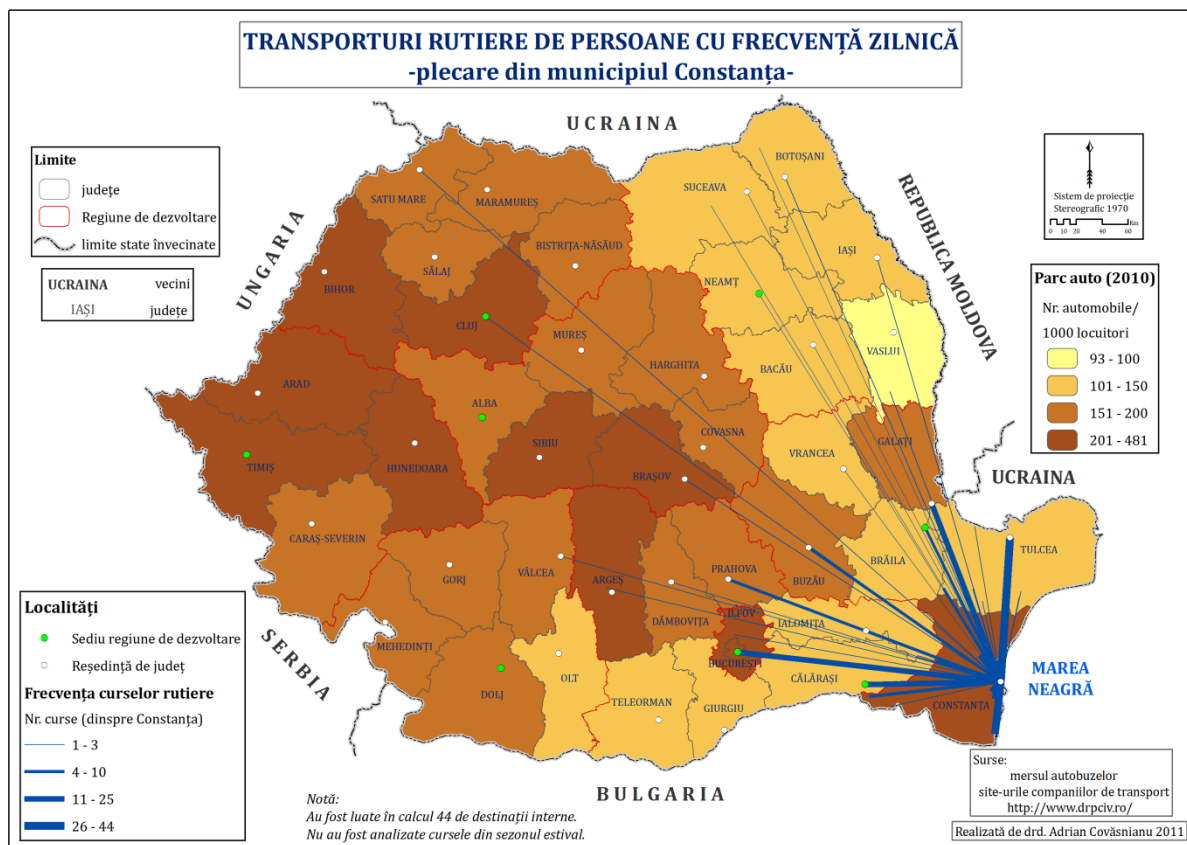 TRANSPORTURI RUTIERE DE PERSOANE CU FRECVENȚĂ ZILNICĂ
-plecare din municipiul Constanța-
Limite
județe
Regiune de dezvoltare
limite state învecinate
UCRAINA vecini
IAȘI județe
UCRAINA
UNGARIA
REPUBLICA MOLDOVA
UCRAINA
SERBIA
BULGARIA
MAREA
NEAGRĂ
Sistem de proiecție
Stereografic 1970
0 10 20 40 60 Km
Parc auto (2010)
Nr. automobile/
1000 locuitori
93 - 100
101 - 150
151 - 200
201 - 481
BOTOȘANI
SUCEAVA
SATU MARE
MARAMUREȘ
BISTRIȚA-NĂSĂUD
IAȘI
SĂLAJ
NEAMȚ
BIHOR
CLUJ
MUREȘ
HARGHITA
VASLUI
BACĂU
ARAD
ALBA
COVASNA
SIBIU
GALAȚI
VRANCEA
TIMIȘ
HUNEDOARA
BRAȘOV
CARAȘ-SEVERIN
TULCEA
BRĂILA
GORJ
VÂLCEA
ARGEȘ
PRAHOVA
BUZĂU
DÂMBOVIȚA
ILFOV
IALOMIȚA
MEHEDINȚI
BUCUREȘTI
CĂLĂRAȘI
OLT
DOLJ
TELEORMAN
GIURGIU
CONSTANȚA
Localități
Sediu regiune de dezvoltare
Reședință de județ
Frecvența curselor rutiere
Nr. curse (dinspre Constanța)
1 - 3
4 - 10
11 - 25
26 - 44
Notă:
Au fost luate în calcul 44 de destinații interne.
Nu au fost analizate cursele din sezonul estival.
Surse:
mersul autobuzelor
site-urile companiilor de transport
http://www.drpciv.ro/
Realizată de drd. Adrian Covăsnianu 2011